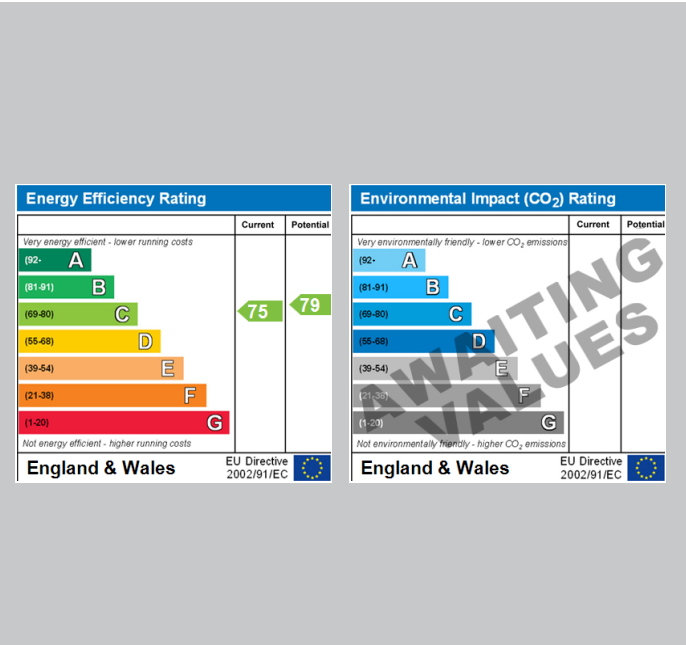 Energy Efficiency Rating
Current Potential
Very energy efficient - lower running costs
(92- A
(81-91) B
(69-80) C
75
79
(55-68) D
(39-54) E
(21-38) F
(1-20) G
Not energy efficient - higher running costs
England & Wales
EU Directive
2002/91/EC
Environmental Impact (CO2) Rating
Current Potential
Very environmentally friendly - lower CO2 emissions
(92- A
(81-91) B
(69-80) C
(55-68) D
(39-54) E
(21-38) F
(1-20) G
AWAITING
VALUES
Not environmentally friendly - higher CO2 emissions
England & Wales
EU Directive
2002/91/EC